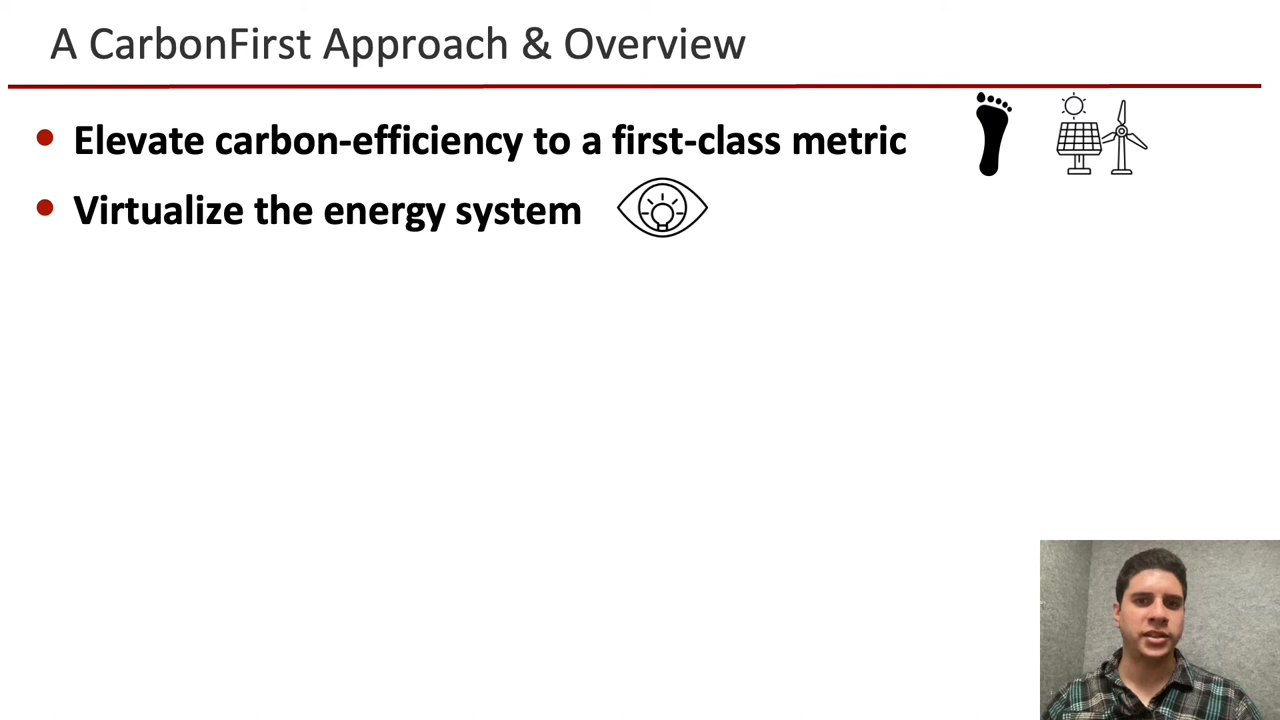 A CarbonFirst Approach & Overview
• Elevate carbon-efficiency to a first-class metric
• Virtualize the energy system